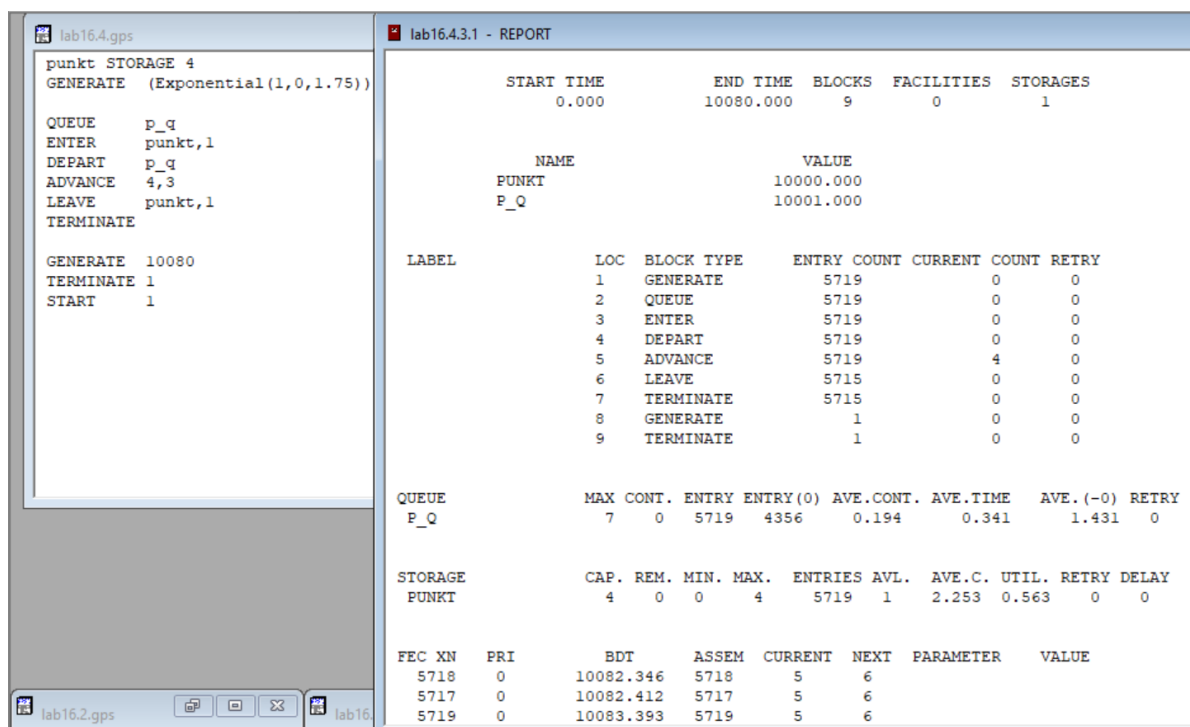 lab16.4.gps
punkt STORAGE 4
GENERATE (Exponential(1,0,1.75))
QUEUE p_q
ENTER punkt,1
DEPART p_q
ADVANCE 4,3
LEAVE punkt,1
TERMINATE
GENERATE 10080
TERMINATE 1
START 1
lab16.4.3.1 - REPORT
START TIME END TIME BLOCKS FACILITIES STORAGES
0.000 10080.000 9 0 1
NAME VALUE
PUNKT 10000.000
P_Q 10001.000
LABEL LOC BLOCK TYPE ENTRY COUNT CURRENT COUNT RETRY
1 GENERATE 5719 0 0
2 QUEUE 5719 0 0
3 ENTER 5719 0 0
4 DEPART 5719 0 0
5 ADVANCE 5719 4 0
6 LEAVE 5715 0 0
7 TERMINATE 5715 0 0
8 GENERATE 1 0 0
9 TERMINATE 1 0 0
QUEUE MAX CONT. ENTRY ENTRY(0) AVE.CONT. AVE.TIME AVE.(-0) RETRY
P_Q 7 0 5719 4356 0.194 0.341 1.431 0
STORAGE CAP. REM. MIN. MAX. ENTRIES AVL. AVE.C. UTIL. RETRY DELAY
PUNKT 4 0 0 4 5719 1 2.253 0.563 0 0
FEC XN PRI BDT ASSEM CURRENT NEXT PARAMETER VALUE
5718 0 10082.346 5718 5 6
5717 0 10082.412 5717 5 6
5719 0 10083.393 5719 5 6
lab16.2.gps
lab16.